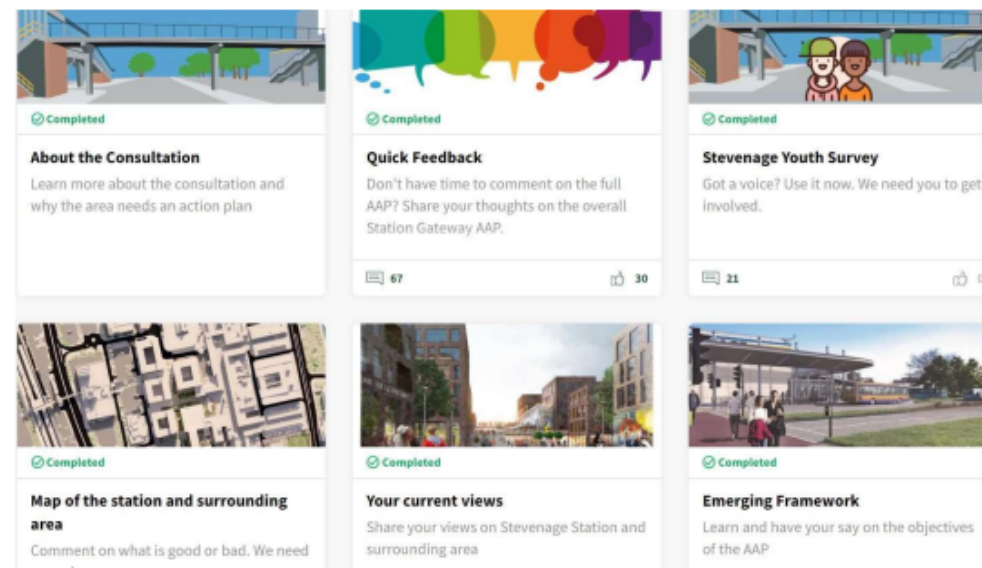 Completed
About the Consultation
Learn more about the consultation and
why the area needs an action plan
Completed
Quick Feedback
Don't have time to comment on the full
AAP? Share your thoughts on the overall
Station Gateway AAP.
67
30
Completed
Stevenage Youth Survey
Got a voice? Use it now. We need you to get
involved.
21
Completed
Map of the station and surrounding
area
Comment on what is good or bad. We need
Completed
Your current views
Share your views on Stevenage Station and
surrounding area
Completed
Emerging Framework
Learn and have your say on the objectives
of the AAP